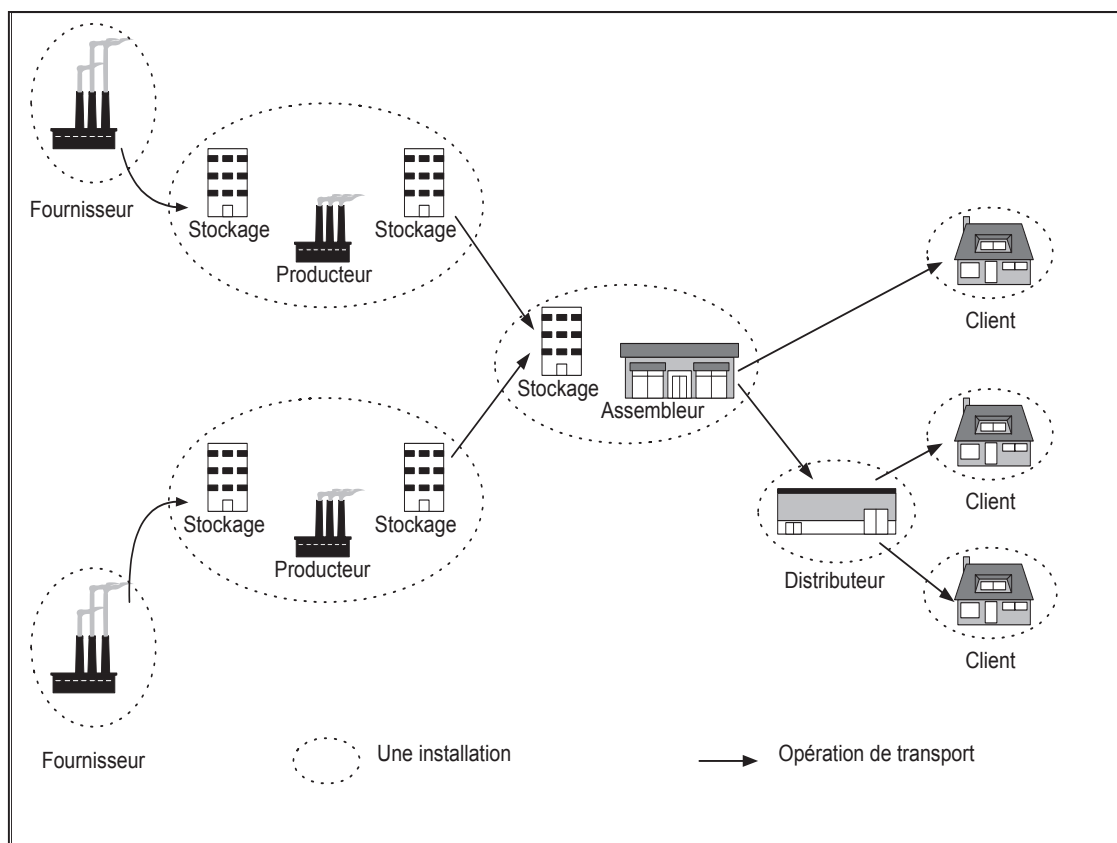 Fournisseur
Stockage
Stockage
Producteur
Stockage
Assembleur
Client
Stockage
Stockage
Producteur
Client
Distributeur
Client
Fournisseur
Une installation
Opération de transport